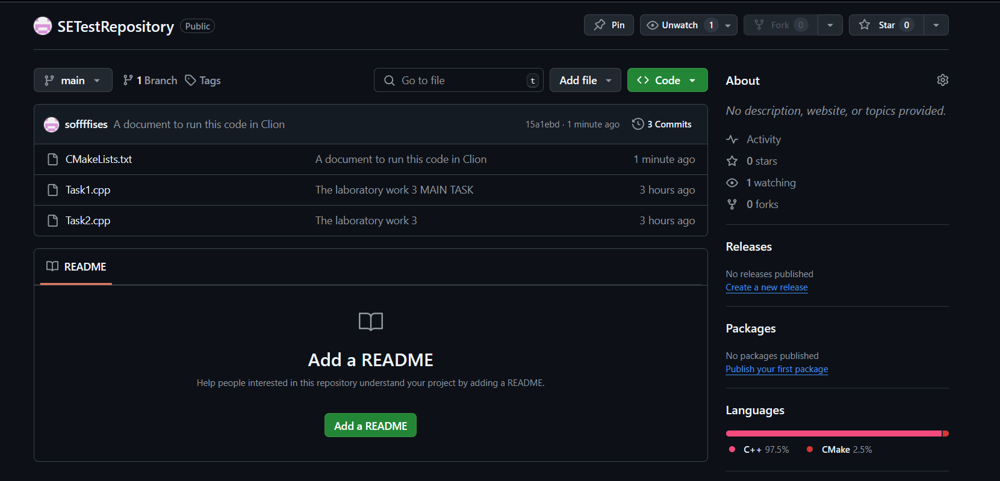 SETestRepository Public
Pin Unwatch 1 Fork 0 Star 0
main 1 Branch Tags Go to file t Add file Code
soffffises A document to run this code in Clion 15a1ebd · 1 minute ago 3 Commits
CMakeLists.txt A document to run this code in Clion 1 minute ago
Task1.cpp The laboratory work 3 MAIN TASK 3 hours ago
Task2.cpp The laboratory work 3 3 hours ago
README
Add a README
Help people interested in this repository understand your project by adding a README.
Add a README
About
No description, website, or topics provided.
Activity
0 stars
1 watching
0 forks
Releases
No releases published
Create a new release
Packages
No packages published
Publish your first package
Languages
C++ 97.5% CMake 2.5%